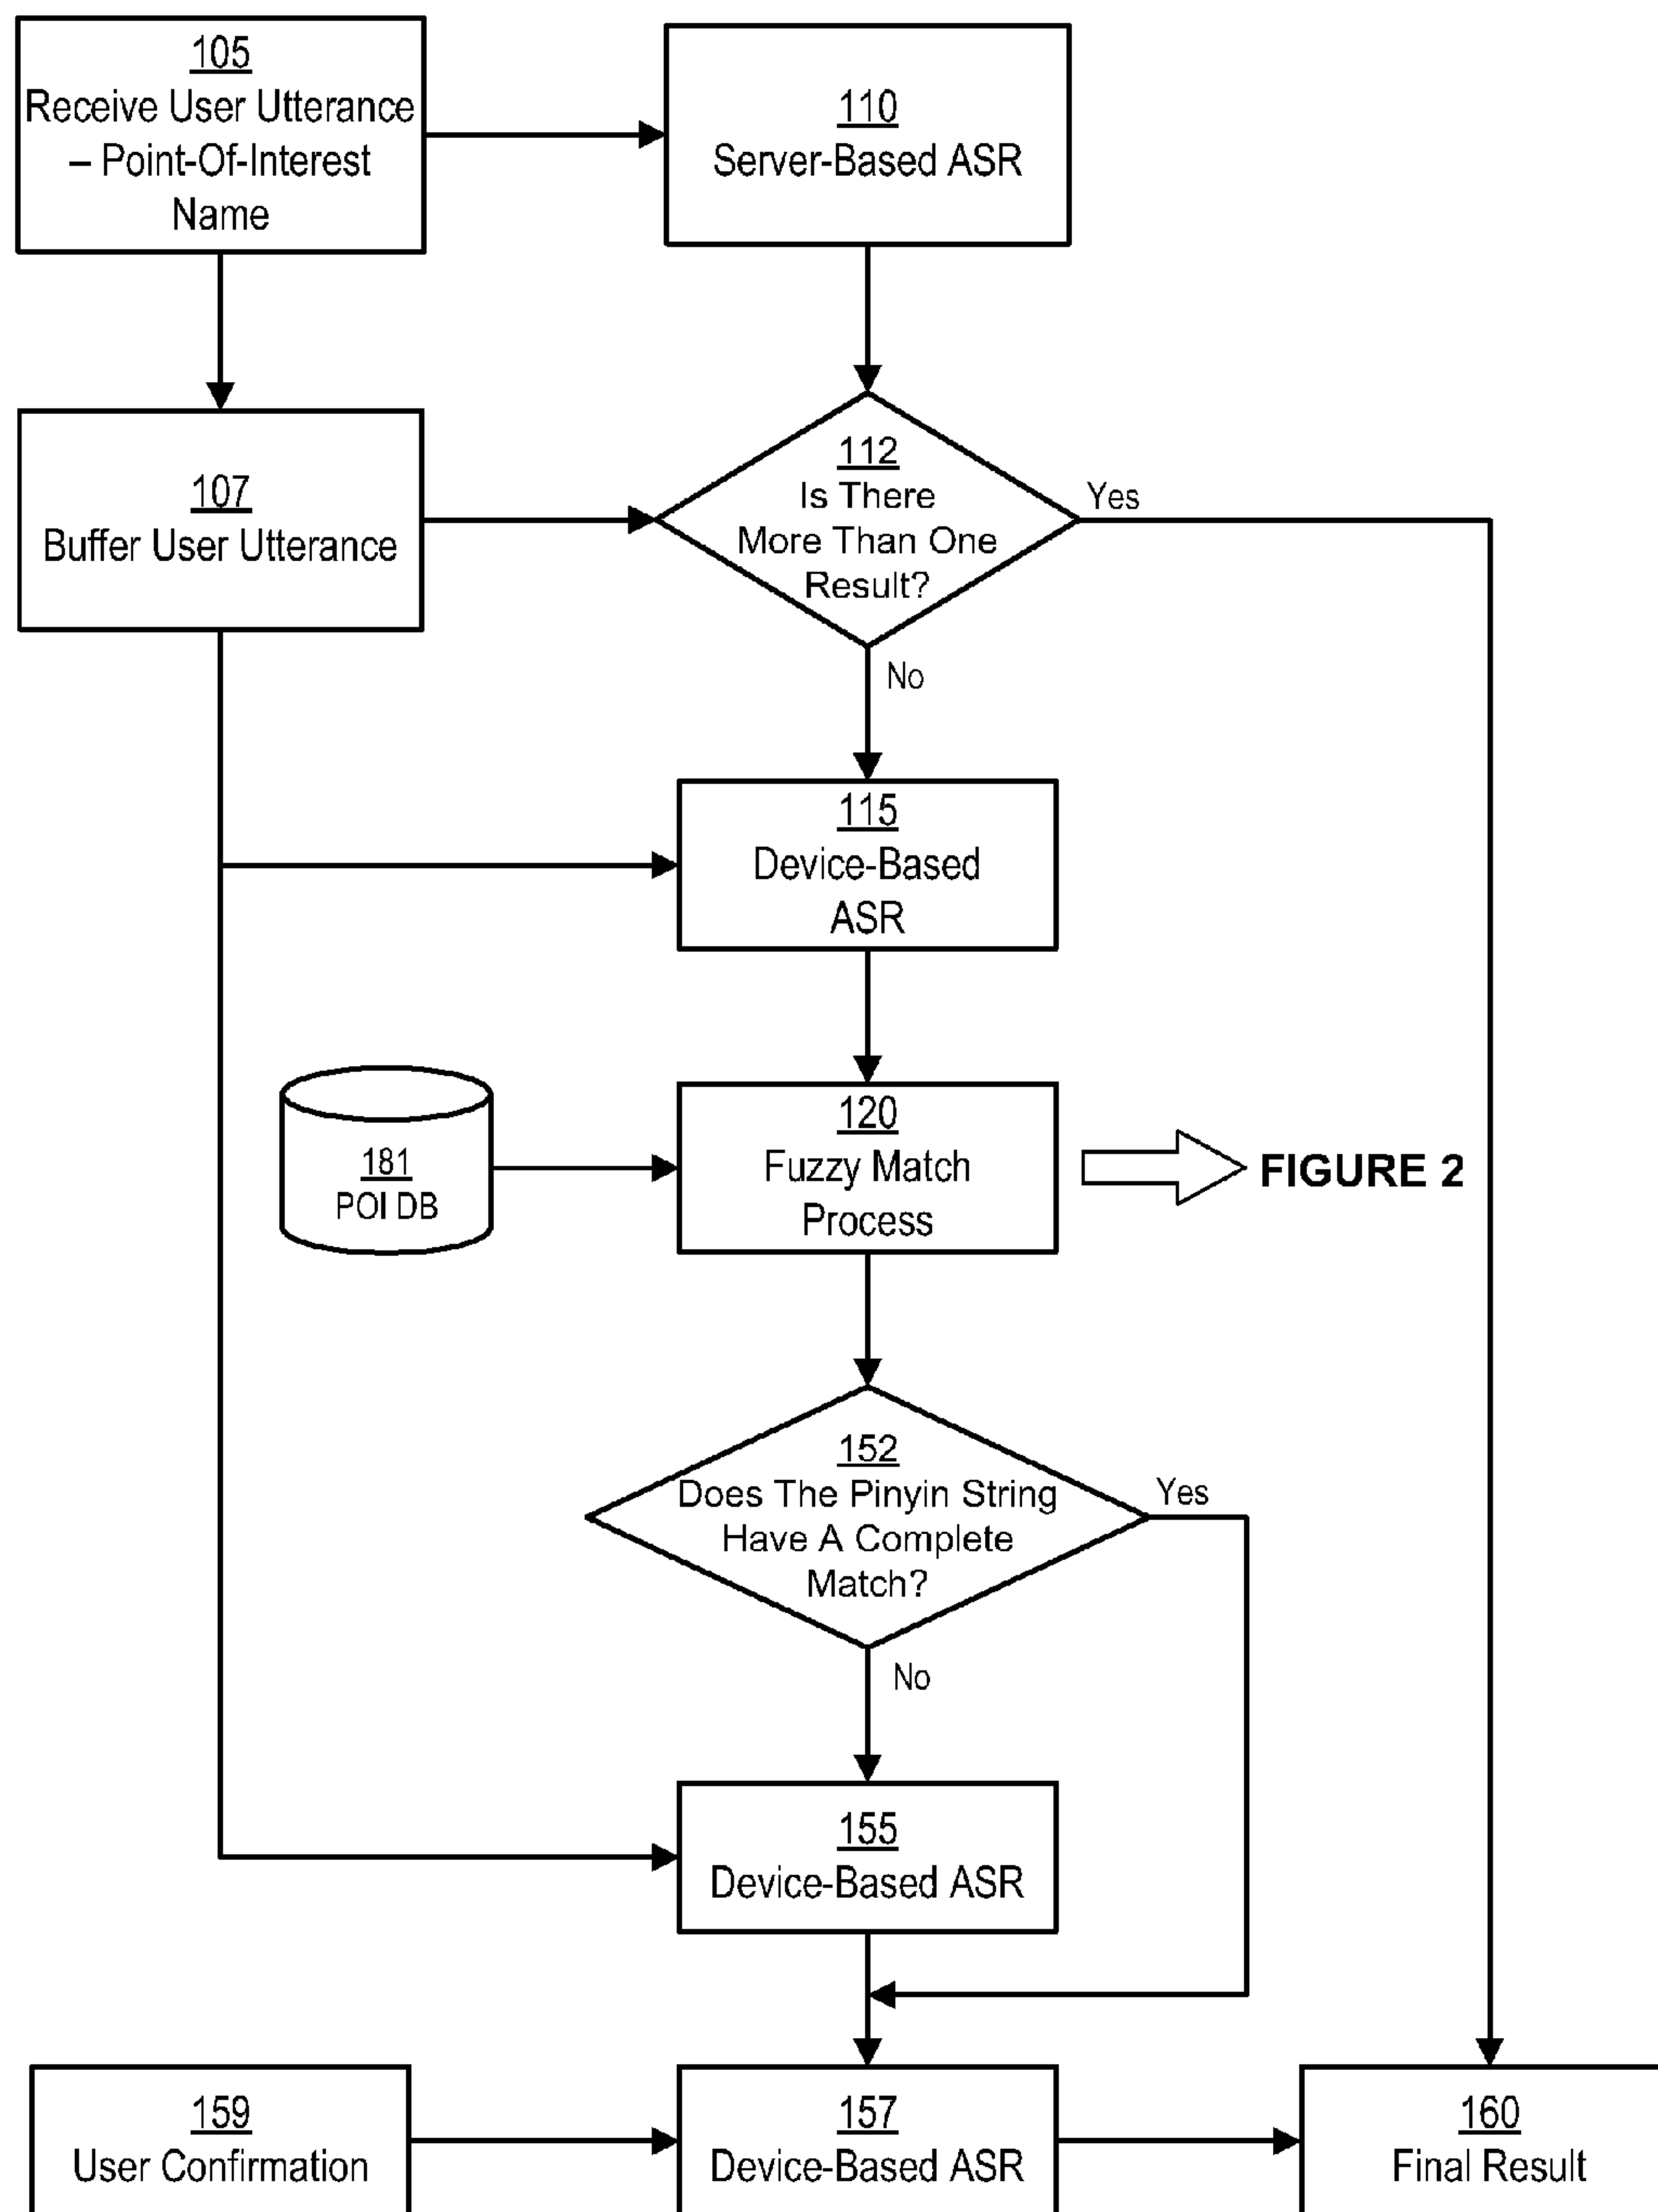 105
Receive User Utterance
– Point-Of-Interest
Name
110
Server-Based ASR
107
Buffer User Utterance
112
Is There
More Than One
Result?
Yes
No
115
Device-Based
ASR
181
POI DB
120
Fuzzy Match
Process
FIGURE 2
152
Does The Pinyin String
Have A Complete
Match?
Yes
No
155
Device-Based ASR
159
User Confirmation
157
Device-Based ASR
160
Final Result